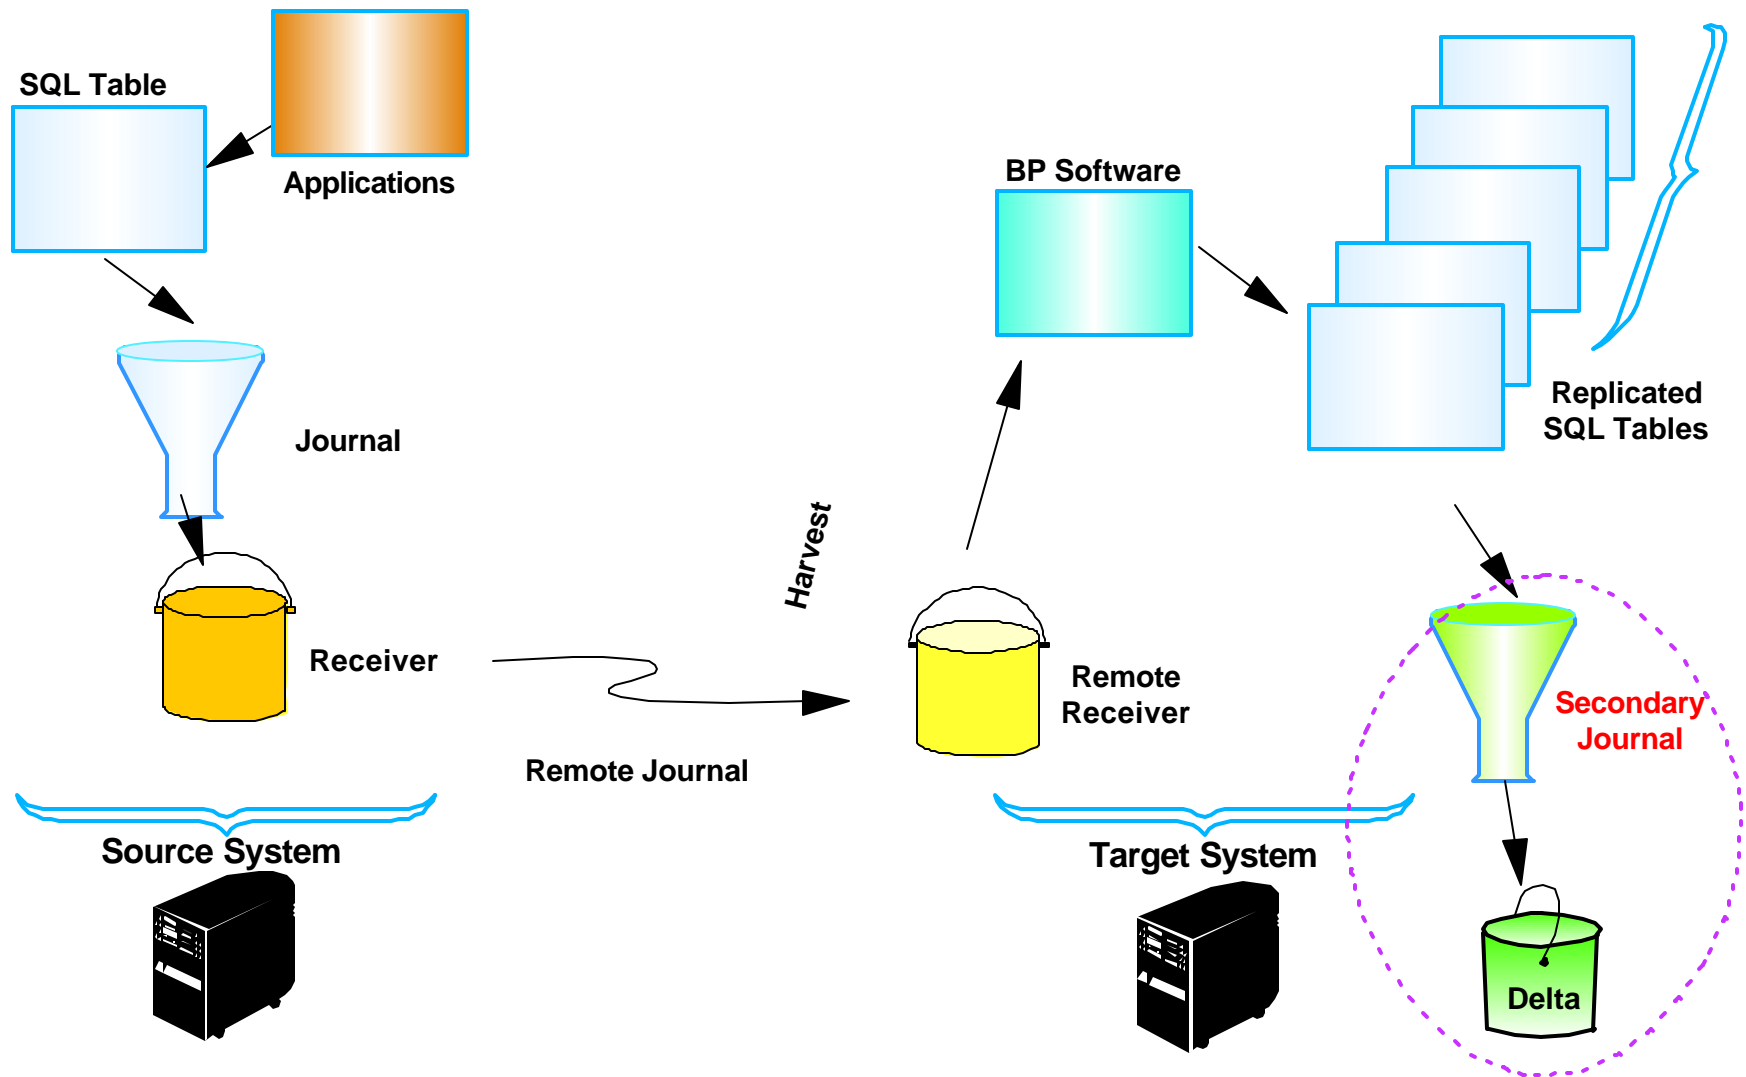 SQL Table
Applications
Journal
Receiver
Source System
Remote Journal
Harvest
Remote
Receiver
BP Software
Replicated
SQL Tables
Target System
Secondary
Journal
Delta